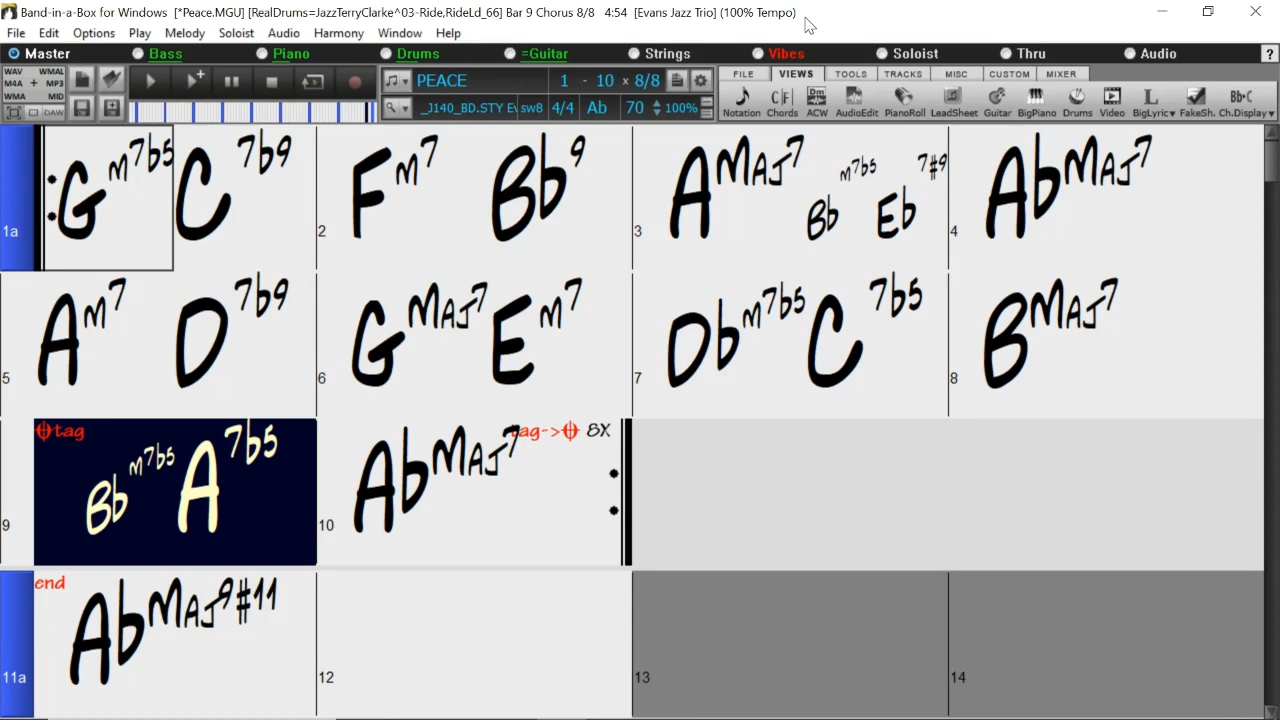 Band-in-a-Box for Windows [*Peace.MGU] [RealDrums=JazzTerryClarke^03-Ride,RideLd_66] Bar 9 Chorus 8/8 4:54 [Evans Jazz Trio] (100% Tempo)
File Edit Options Play Melody Soloist Audio Harmony Window Help
Master Bass Piano Drums =Guitar Strings Vibes Soloist Thru Audio ?
WAV WMAL
M4A + MP3
WMA MID
DAW
PEACE 1 - 10 x 8/8
_J140_BD.STY Ev sw8 4/4 Ab 70 100%
FILE VIEWS TOOLS TRACKS MISC CUSTOM MIXER
C|F| Dm Bb·C
Notation Chords ACW AudioEdit PianoRoll LeadSheet Guitar BigPiano Drums Video BigLyric FakeSh. Ch.Display
1a Gm7b5 C7b9 2 Fm7 Bb9 3 AMAJ7 Bbm7b5 Eb7#9 4 AbMAJ7
5 Am7 D7b9 6 GMAJ7 Em7 7 Dbm7b5 C7b5 8 BMAJ7
tag tag-> 8X
9 Bbm7b5 A7b5 10 AbMAJ7
end
11a AbMAJ9#11 12 13 14